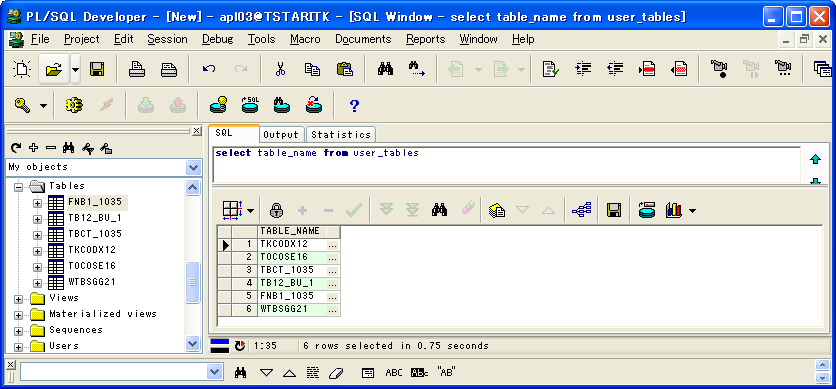 PL/SQL Developer - [New] - apl03@TSTARITK - [SQL Window - select table_name from user_tables]
File Project Edit Session Debug Tools Macro Documents Reports Window Help
SQL
?
SQL Output Statistics
select table_name from user_tables
My objects
Tables
FNB1_1035
TB12_BU_1
TBCT_1035
TKCODX12
TOCOSE16
WTBSGG21
Views
Materialized views
Sequences
Users
TABLE_NAME
1 TKCODX12 ...
2 TOCOSE16 ...
3 TBCT_1035 ...
4 TB12_BU_1 ...
5 FNB1_1035 ...
6 WTBSGG21 ...
1:35 6 rows selected in 0.75 seconds
ABC "AB"